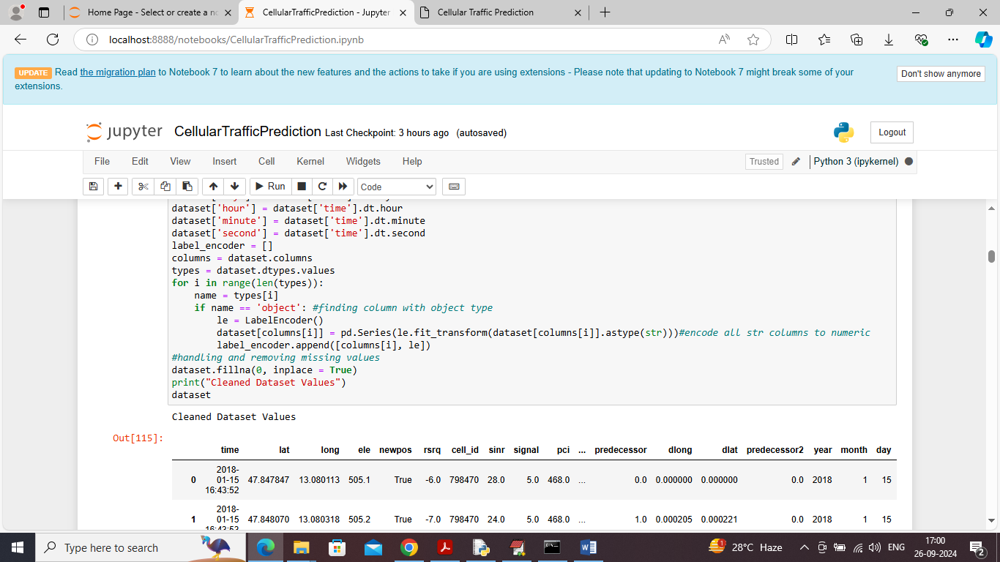 Home Page - Select or create a no
CellularTrafficPrediction - Jupyter
Cellular Traffic Prediction
localhost:8888/notebooks/CellularTrafficPrediction.ipynb
UPDATE Read the migration plan to Notebook 7 to learn about the new features and the actions to take if you are using extensions - Please note that updating to Notebook 7 might break some of your
extensions.
Don't show anymore
jupyter CellularTrafficPrediction Last Checkpoint: 3 hours ago (autosaved)
Logout
File Edit View Insert Cell Kernel Widgets Help
Trusted Python 3 (ipykernel)
Run Code
dataset['hour'] = dataset['time'].dt.hour
dataset['minute'] = dataset['time'].dt.minute
dataset['second'] = dataset['time'].dt.second
label_encoder = []
columns = dataset.columns
types = dataset.dtypes.values
for i in range(len(types)):
    name = types[i]
    if name == 'object': #finding column with object type
        le = LabelEncoder()
        dataset[columns[i]] = pd.Series(le.fit_transform(dataset[columns[i]].astype(str)))#encode all str columns to numeric
        label_encoder.append([columns[i], le])
#handling and removing missing values
dataset.fillna(0, inplace = True)
print("Cleaned Dataset Values")
dataset
Cleaned Dataset Values
Out[115]:
time lat long ele newpos rsrq cell_id sinr signal pci ... predecessor dlong dlat predecessor2 year month day
0 2018-01-15 16:43:52 47.847847 13.080113 505.1 True -6.0 798470 28.0 5.0 468.0 ... 0.0 0.000000 0.000000 0.0 2018 1 15
1 2018-01-15 16:43:53 47.848070 13.080318 505.2 True -7.0 798470 24.0 5.0 468.0 ... 1.0 0.000205 0.000221 0.0 2018 1 15
Type here to search
28°C Haze
ENG
17:00
26-09-2024
2